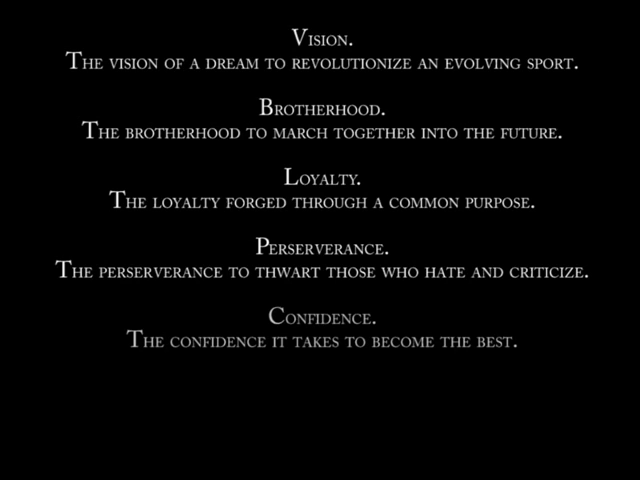 Vision.
The vision of a dream to revolutionize an evolving sport.
Brotherhood.
The brotherhood to march together into the future.
Loyalty.
The loyalty forged through a common purpose.
Perserverance.
The perserverance to thwart those who hate and criticize.
Confidence.
The confidence it takes to become the best.